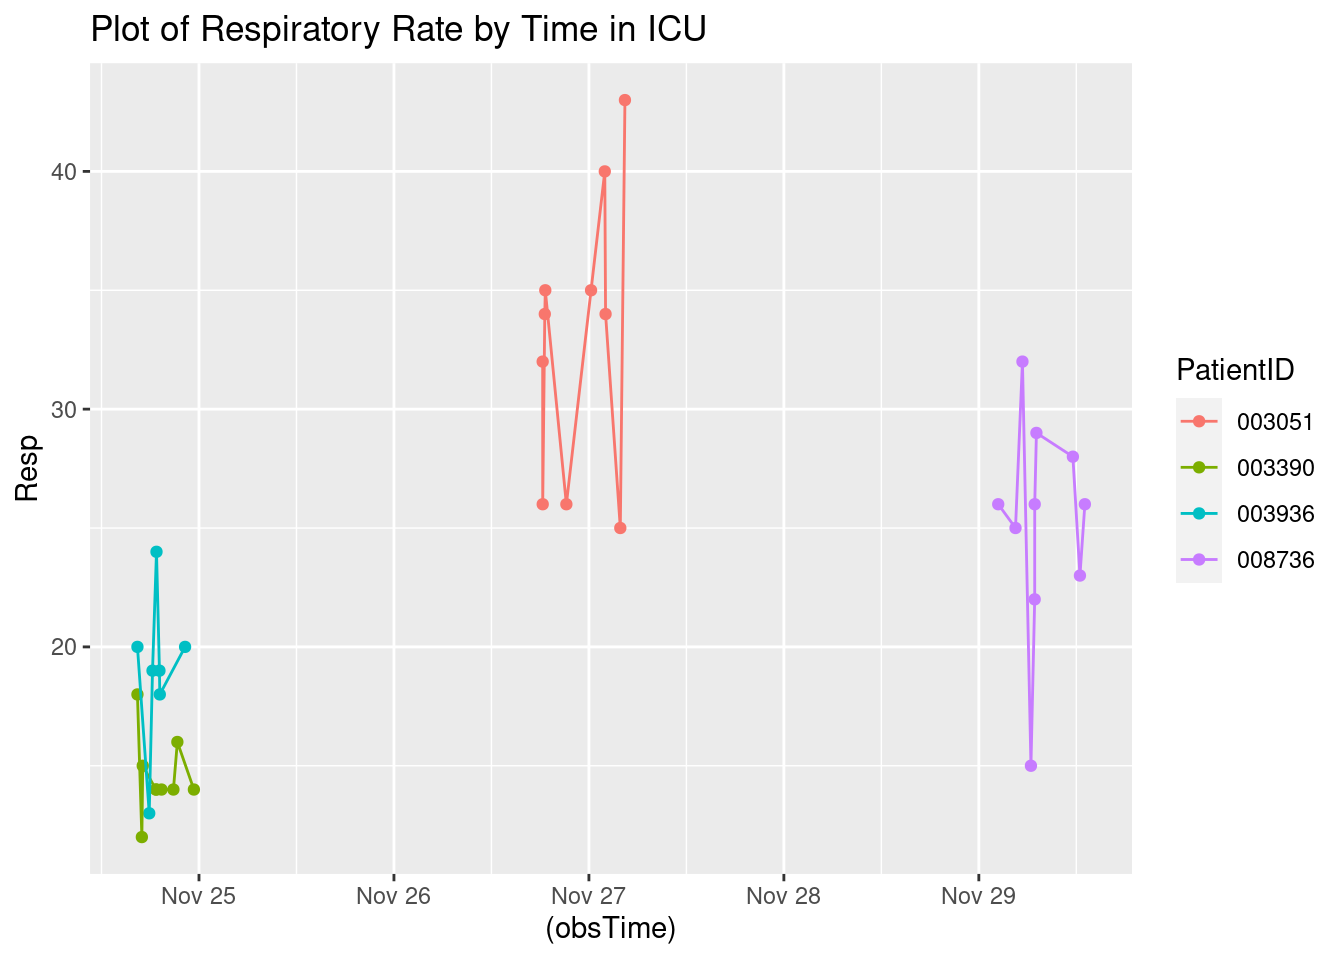 Plot of Respiratory Rate by Time in ICU
40
30
20
Resp
Nov 25 Nov 26 Nov 27 Nov 28 Nov 29
(obsTime)
PatientID
003051
003390
003936
008736